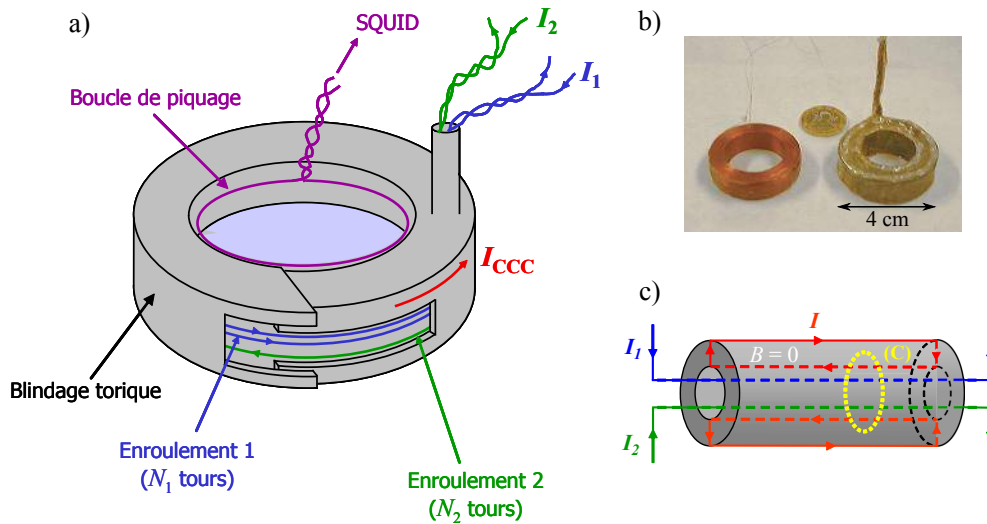 a)
SQUID
I2
I1
Boucle de piquage
ICCC
Blindage torique
Enroulement 1
(N1 tours)
Enroulement 2
(N2 tours)
b)
4 cm
c)
I1
I
B = 0
(C)
I2